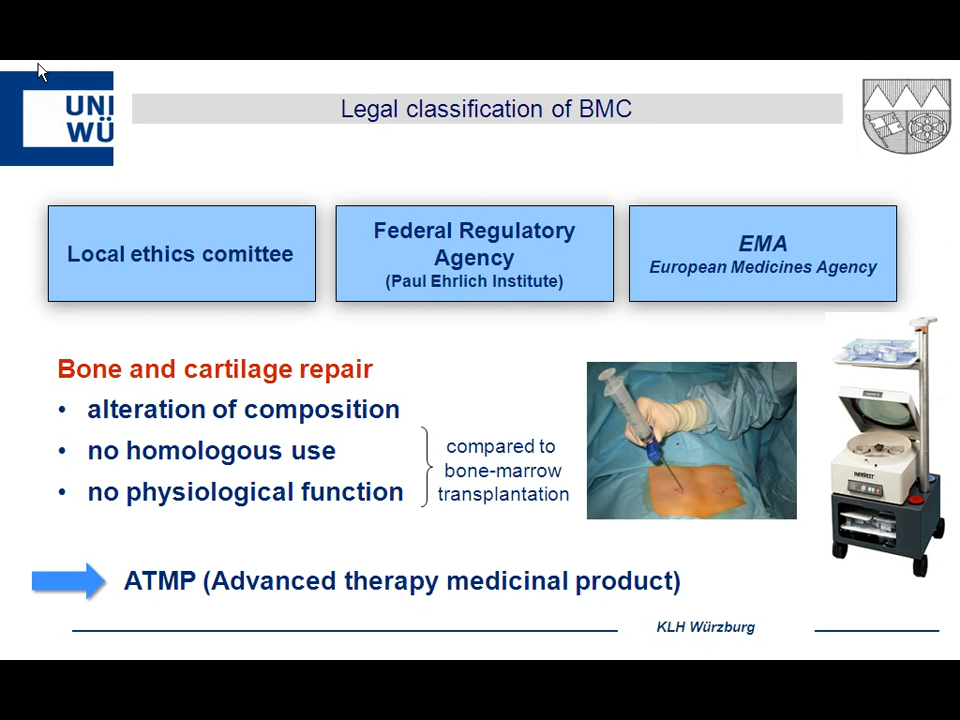 UNI
WÜ
Legal classification of BMC
Local ethics comittee
Federal Regulatory
Agency
(Paul Ehrlich Institute)
EMA
European Medicines Agency
Bone and cartilage repair
• alteration of composition
• no homologous use
• no physiological function
compared to
bone-marrow
transplantation
HARVEST
ATMP (Advanced therapy medicinal product)
KLH Würzburg